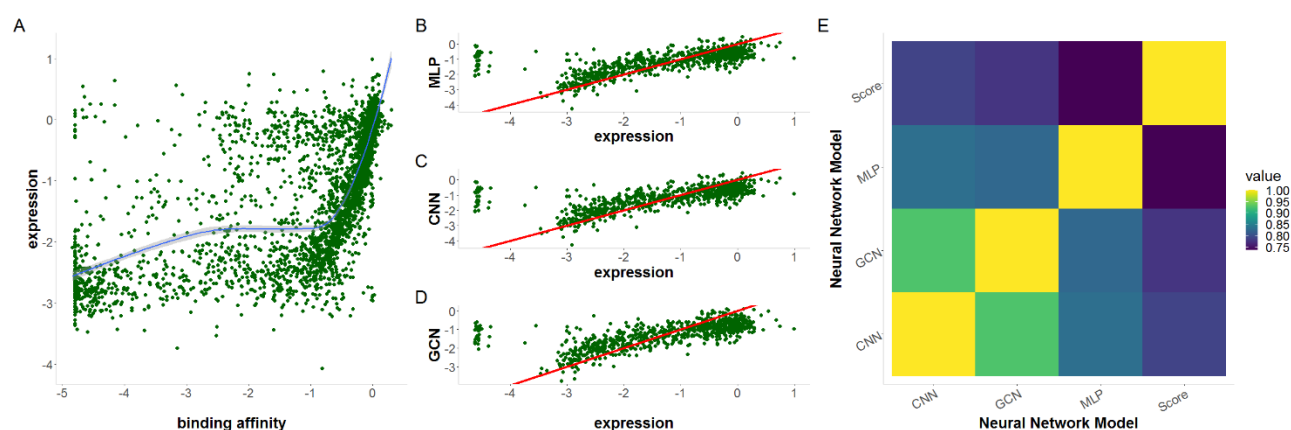 A
expression
1
0
-1
-2
-3
-4
-5
-4
-3
-2
-1
0
binding affinity
B
MLP
0
-1
-2
-3
-4
-4
-3
-2
-1
0
1
expression
C
CNN
0
-1
-2
-3
-4
-4
-3
-2
-1
0
1
expression
D
GCN
0
-1
-2
-3
-4
-3
-2
-1
0
1
expression
E
Neural Network Model
Score
MLP
GCN
CNN
CNN
GCN
MLP
Score
Neural Network Model
value
1.00
0.95
0.90
0.85
0.80
0.75